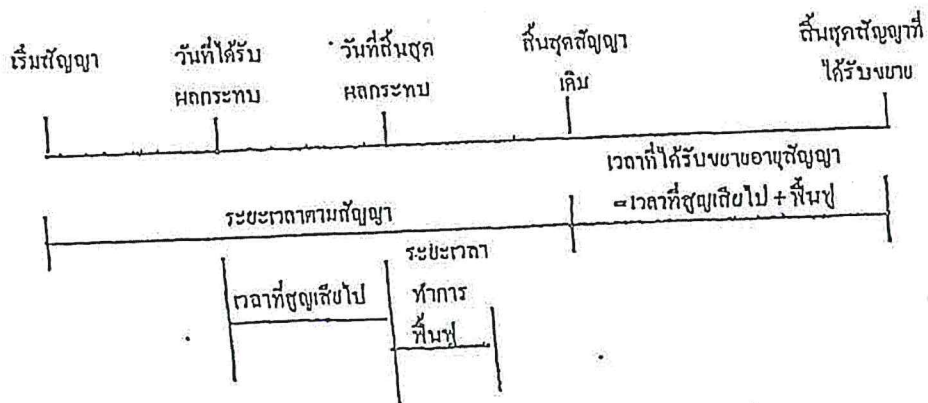 เริ่มสัญญา
วันที่ได้รับ
ผลกระทบ
วันที่สิ้นสุด
ผลกระทบ
สิ้นสุดสัญญา
เดิม
สิ้นสุดสัญญาที่
ได้รับขยาย
ระยะเวลาตามสัญญา
เวลาที่ได้รับขยายอายุสัญญา
=เวลาที่สูญเสียไป + ฟื้นฟู
เวลาที่สูญเสียไป
ระยะเวลา
ทำการ
ฟื้นฟู